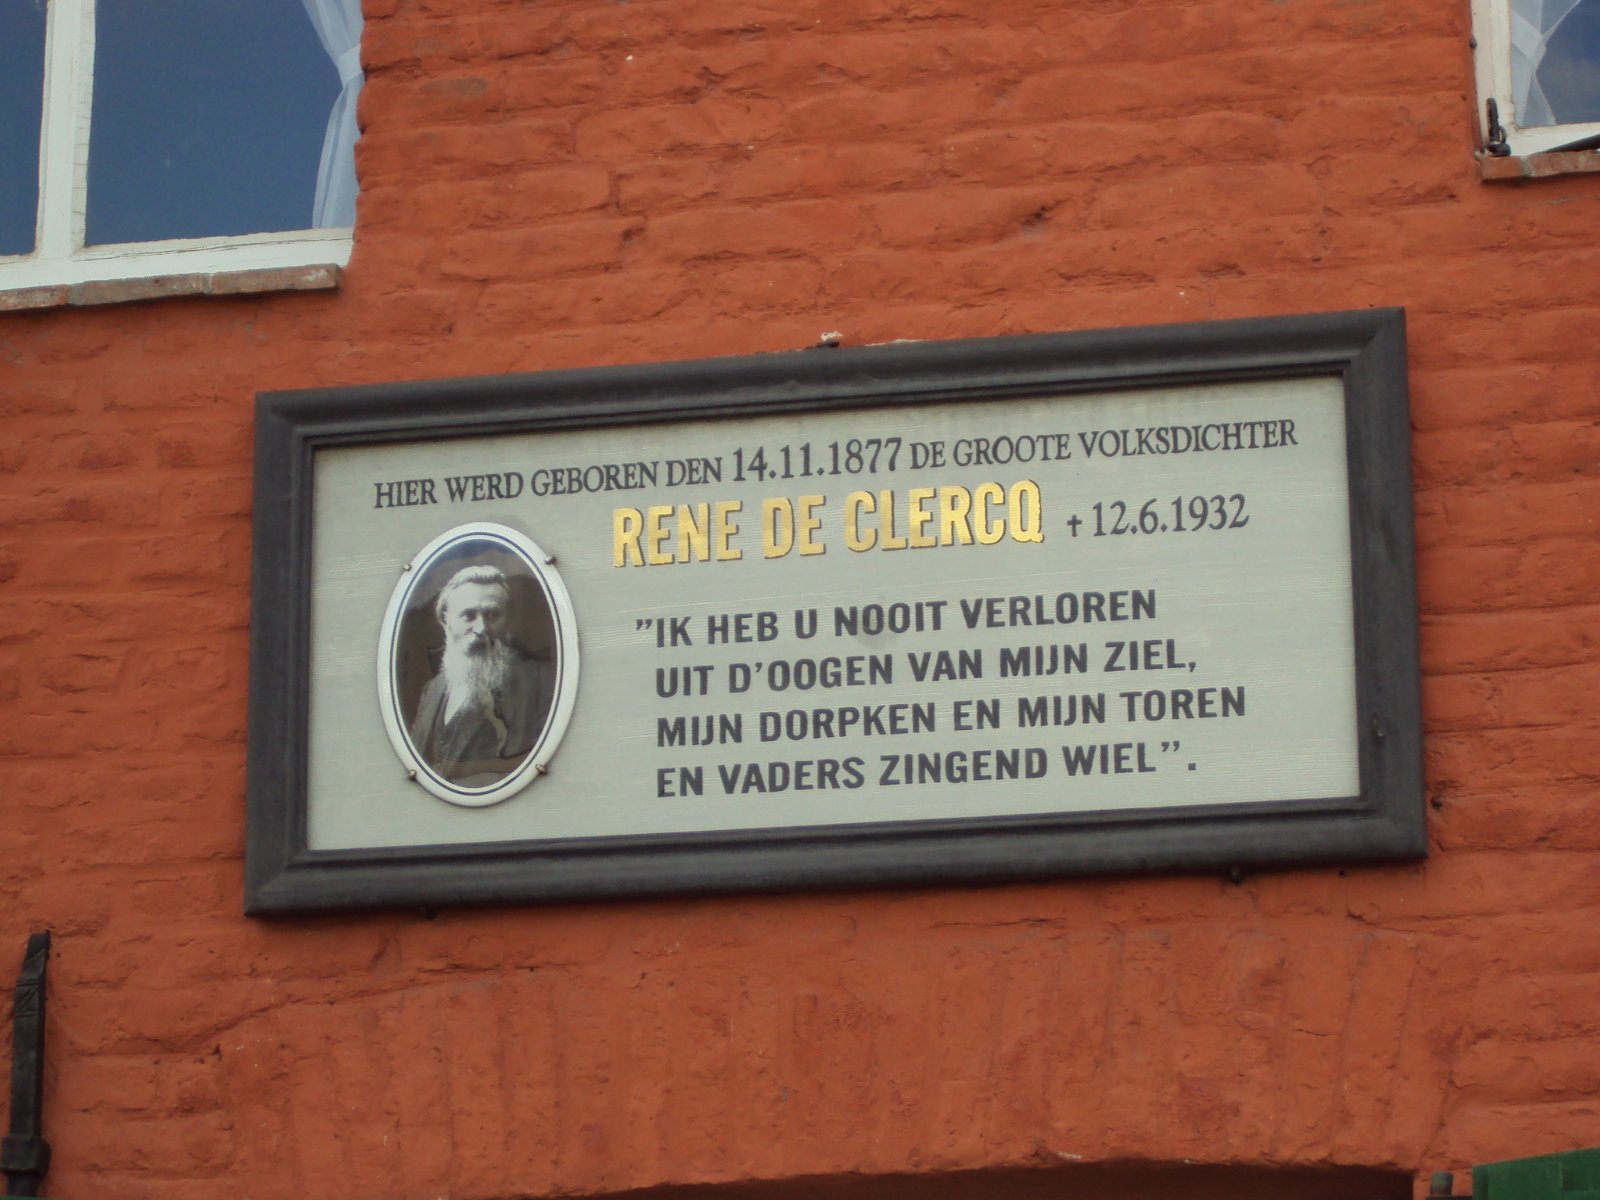 HIER WERD GEBOREN DEN 14.11.1877 DE GROOTE VOLKSDICHTER
RENE DE CLERCQ + 12.6.1932
"IK HEB U NOOIT VERLOREN
UIT D'OOGEN VAN MIJN ZIEL,
MIJN DORPKEN EN MIJN TOREN
EN VADERS ZINGEND WIEL".